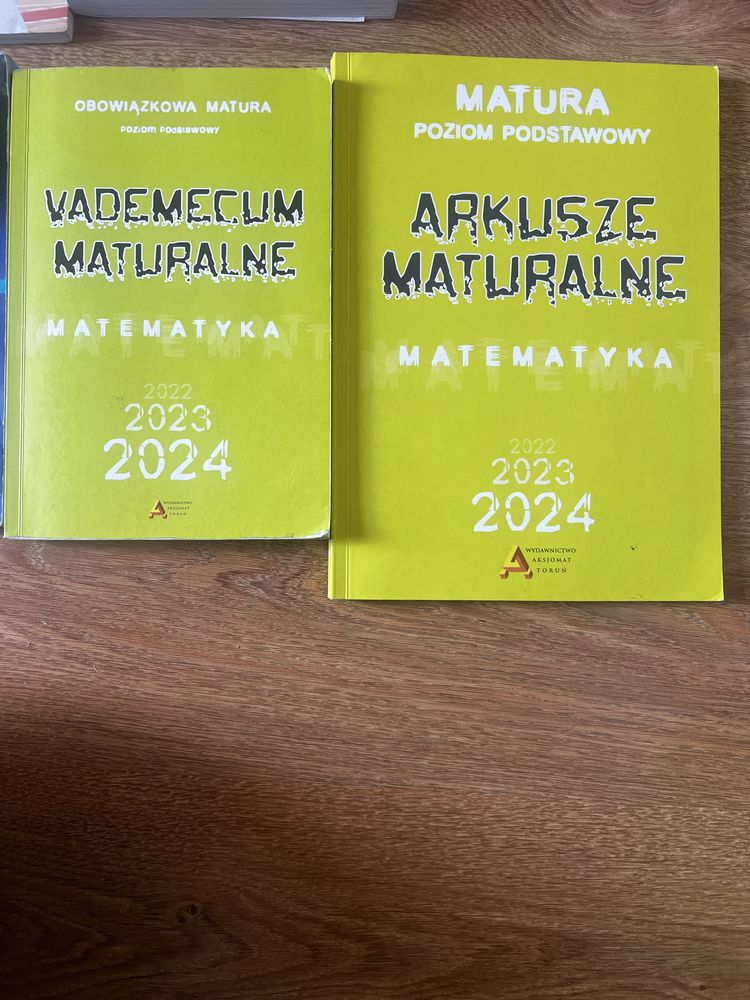 OBOWIĄZKOWA MATURA
POZIOM PODSTAWOWY
VADEMECUM
MATURALNE
MATEMATYKA
2022
2023
2024
WYDAWNICTWO
AKSJOMAT
TORUŃ
MATURA
POZIOM PODSTAWOWY
ARKUSZE
MATURALNE
MATEMATYKA
2022
2023
2024
WYDAWNICTWO
AKSJOMAT
TORUŃ